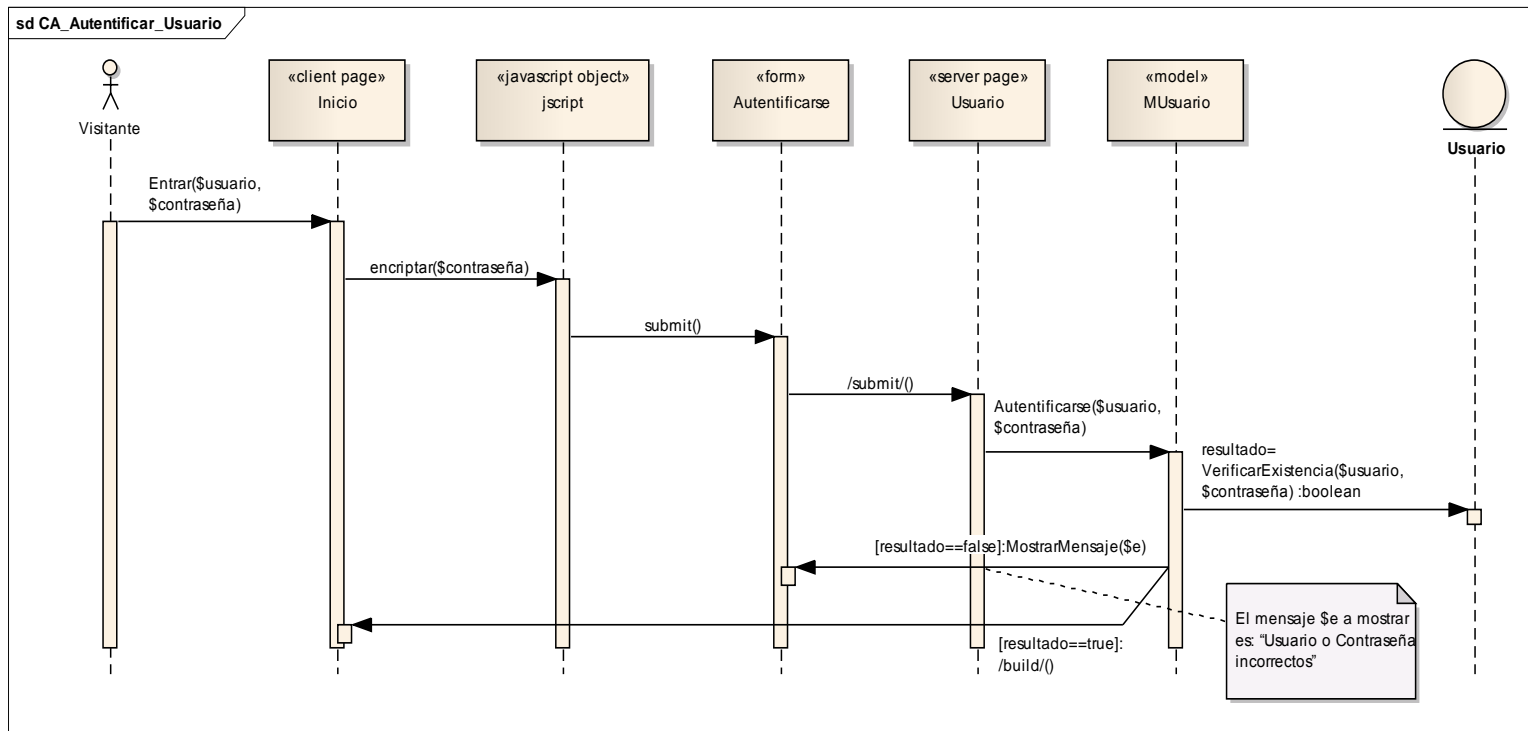 sd CA_Autentificar_Usuario
Visitante
«client page»
Inicio
«javascript object»
jscript
«form»
Autentificarse
«server page»
Usuario
«model»
MUsuario
Usuario
Entrar($usuario,
$contraseña)
encriptar($contraseña)
submit()
/submit/()
Autentificarse($usuario,
$contraseña)
resultado=
VerificarExistencia($usuario,
$contraseña) :boolean
[resultado==false]:MostrarMensaje($e)
[resultado==true]:
/build/()
El mensaje $e a mostrar
es: “Usuario o Contraseña
incorrectos”